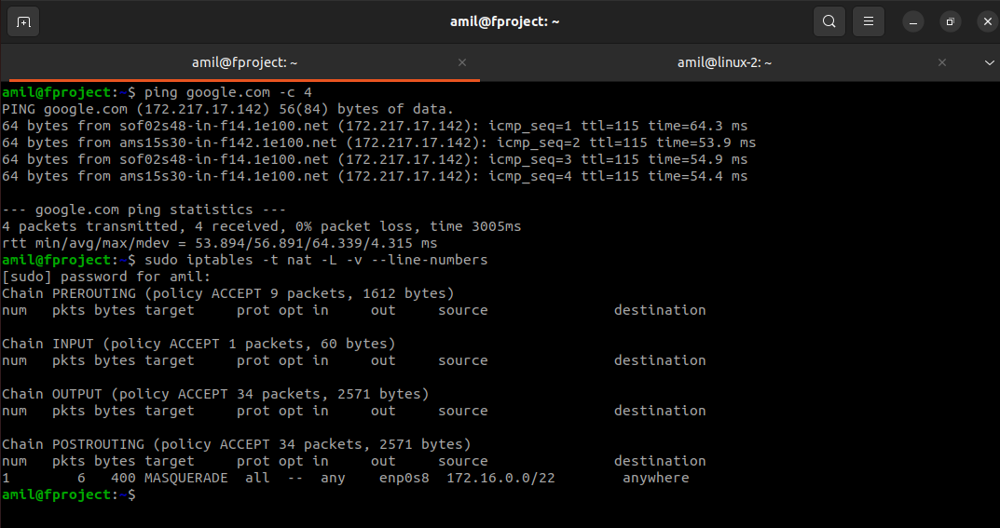 amil@fproject: ~
amil@fproject: ~
amil@linux-2: ~
amil@fproject:~$ ping google.com -c 4
PING google.com (172.217.17.142) 56(84) bytes of data.
64 bytes from sof02s48-in-f14.1e100.net (172.217.17.142): icmp_seq=1 ttl=115 time=64.3 ms
64 bytes from ams15s30-in-f142.1e100.net (172.217.17.142): icmp_seq=2 ttl=115 time=53.9 ms
64 bytes from sof02s48-in-f14.1e100.net (172.217.17.142): icmp_seq=3 ttl=115 time=54.9 ms
64 bytes from ams15s30-in-f142.1e100.net (172.217.17.142): icmp_seq=4 ttl=115 time=54.4 ms
--- google.com ping statistics ---
4 packets transmitted, 4 received, 0% packet loss, time 3005ms
rtt min/avg/max/mdev = 53.894/56.891/64.339/4.315 ms
amil@fproject:~$ sudo iptables -t nat -L -v --line-numbers
[sudo] password for amil:
Chain PREROUTING (policy ACCEPT 9 packets, 1612 bytes)
num   pkts bytes target     prot opt in     out     source               destination
Chain INPUT (policy ACCEPT 1 packets, 60 bytes)
num   pkts bytes target     prot opt in     out     source               destination
Chain OUTPUT (policy ACCEPT 34 packets, 2571 bytes)
num   pkts bytes target     prot opt in     out     source               destination
Chain POSTROUTING (policy ACCEPT 34 packets, 2571 bytes)
num   pkts bytes target     prot opt in     out     source               destination
1        6   400 MASQUERADE  all  --  any    enp0s8  172.16.0.0/22        anywhere
amil@fproject:~$